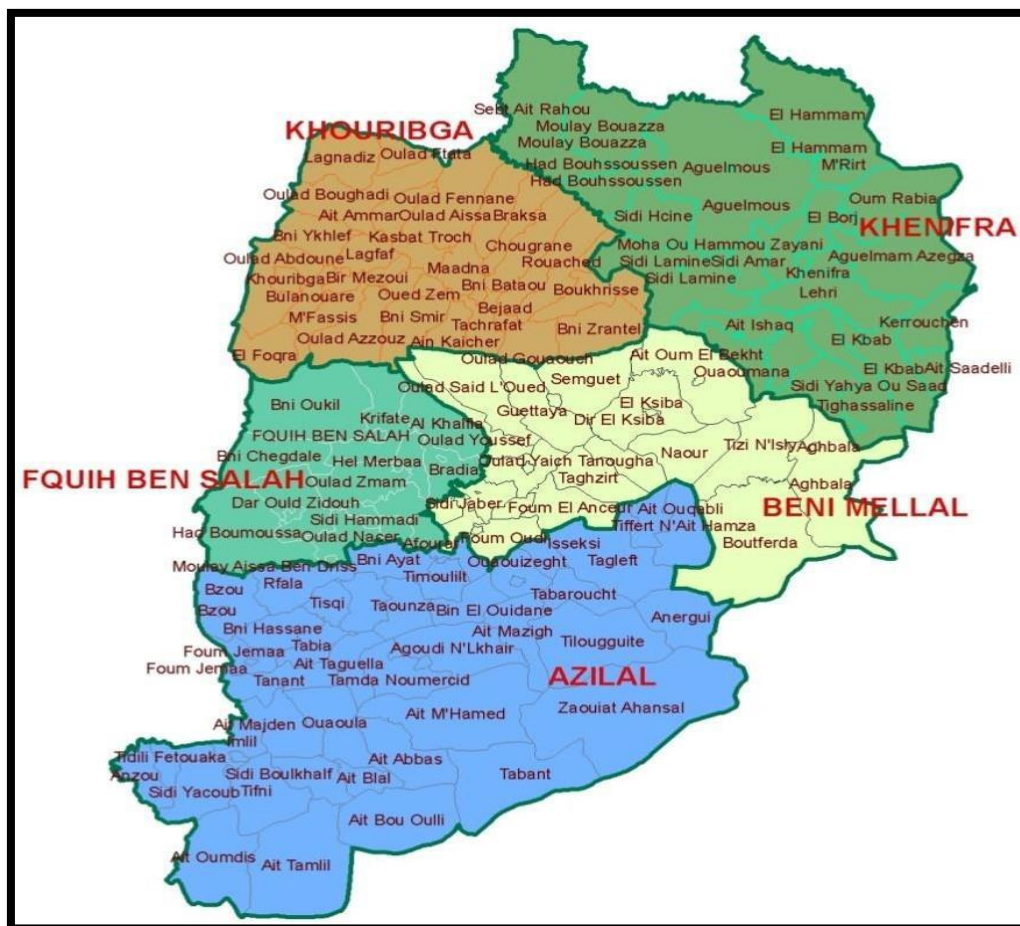 KHOURIBGA
Lagnadiz
Oulad Ftata
Oulad Boughadi
Oulad Fennane
Ait Ammar
Oulad Aissa
Braksa
Bni Ykhlef
Kasbat Troch
Chougrane
Oulad Abdoune
Lagfaf
Rouached
Maadna
Khouribga
Bir Mezoui
Bni Bataou
Boukhrisse
Bulanouare
Oued Zem
Bejaad
M'Fassis
Bni Smir
Tachrafat
Bni Zrantel
Oulad Azzouz
Ain Kaicher
El Foqra
KHENIFRA
Sebt Ait Rahou
El Hammam
Moulay Bouazza
Moulay Bouazza
El Hammam
M'Rirt
Had Bouhssoussen
Aguelmous
Had Bouhssoussen
Oum Rabia
Aguelmous
Sidi Hcine
El Borj
Moha Ou Hammou Zayani
Aguelmam Azegza
Sidi Lamine
Sidi Amar
Khenifra
Sidi Lamine
Lehri
Ait Ishaq
Kerrouchen
El Kbab
El Kbab
Ait Saadelli
Sidi Yahya Ou Saad
Tighassaline
FQUIH BEN SALAH
Bni Oukil
Krifate
Al Khalfia
FQUIH BEN SALAH
Oulad Youssef
Bni Chegdale
Hel Merbaa
Bradia
Oulad Zmam
Dar Ould Zidouh
Sidi Hammadi
Had Boumoussa
Oulad Nacer
BENI MELLAL
Oulad Gouaouch
Ait Oum El Bekht
Ouaoumana
Oulad Said L'Oued
Semguet
Guettaya
El Ksiba
Dir El Ksiba
Naour
Tizi N'Isly
Aghbala
Oulad Yaich
Tanougha
Taghzirt
Aghbala
Sidi Jaber
Foum El Anceur
Foum Oudi
Boutferda
AZILAL
Ait Ouqabli
Tiffert N'Ait Hamza
Afourar
Isseksi
Moulay Aissa Ben Driss
Bni Ayat
Ouaouizeght
Tagleft
Timoulilt
Bzou
Rfala
Tabaroucht
Bzou
Tisqi
Taounza
Bin El Ouidane
Anergui
Bni Hassane
Ait Mazigh
Tilougguite
Foum Jemaa
Tabia
Agoudi N'Lkhair
Foum Jemaa
Ait Taguella
Tanant
Tamda Noumercid
Zaouiat Ahansal
Ait M'Hamed
Ait Majden
Ouaoula
Imlil
Tidili Fetouaka
Ait Abbas
Anzou
Sidi Boulkhalf
Ait Blal
Tabant
Sidi Yacoub
Tifni
Ait Bou Oulli
Ait Oumdis
Ait Tamlil